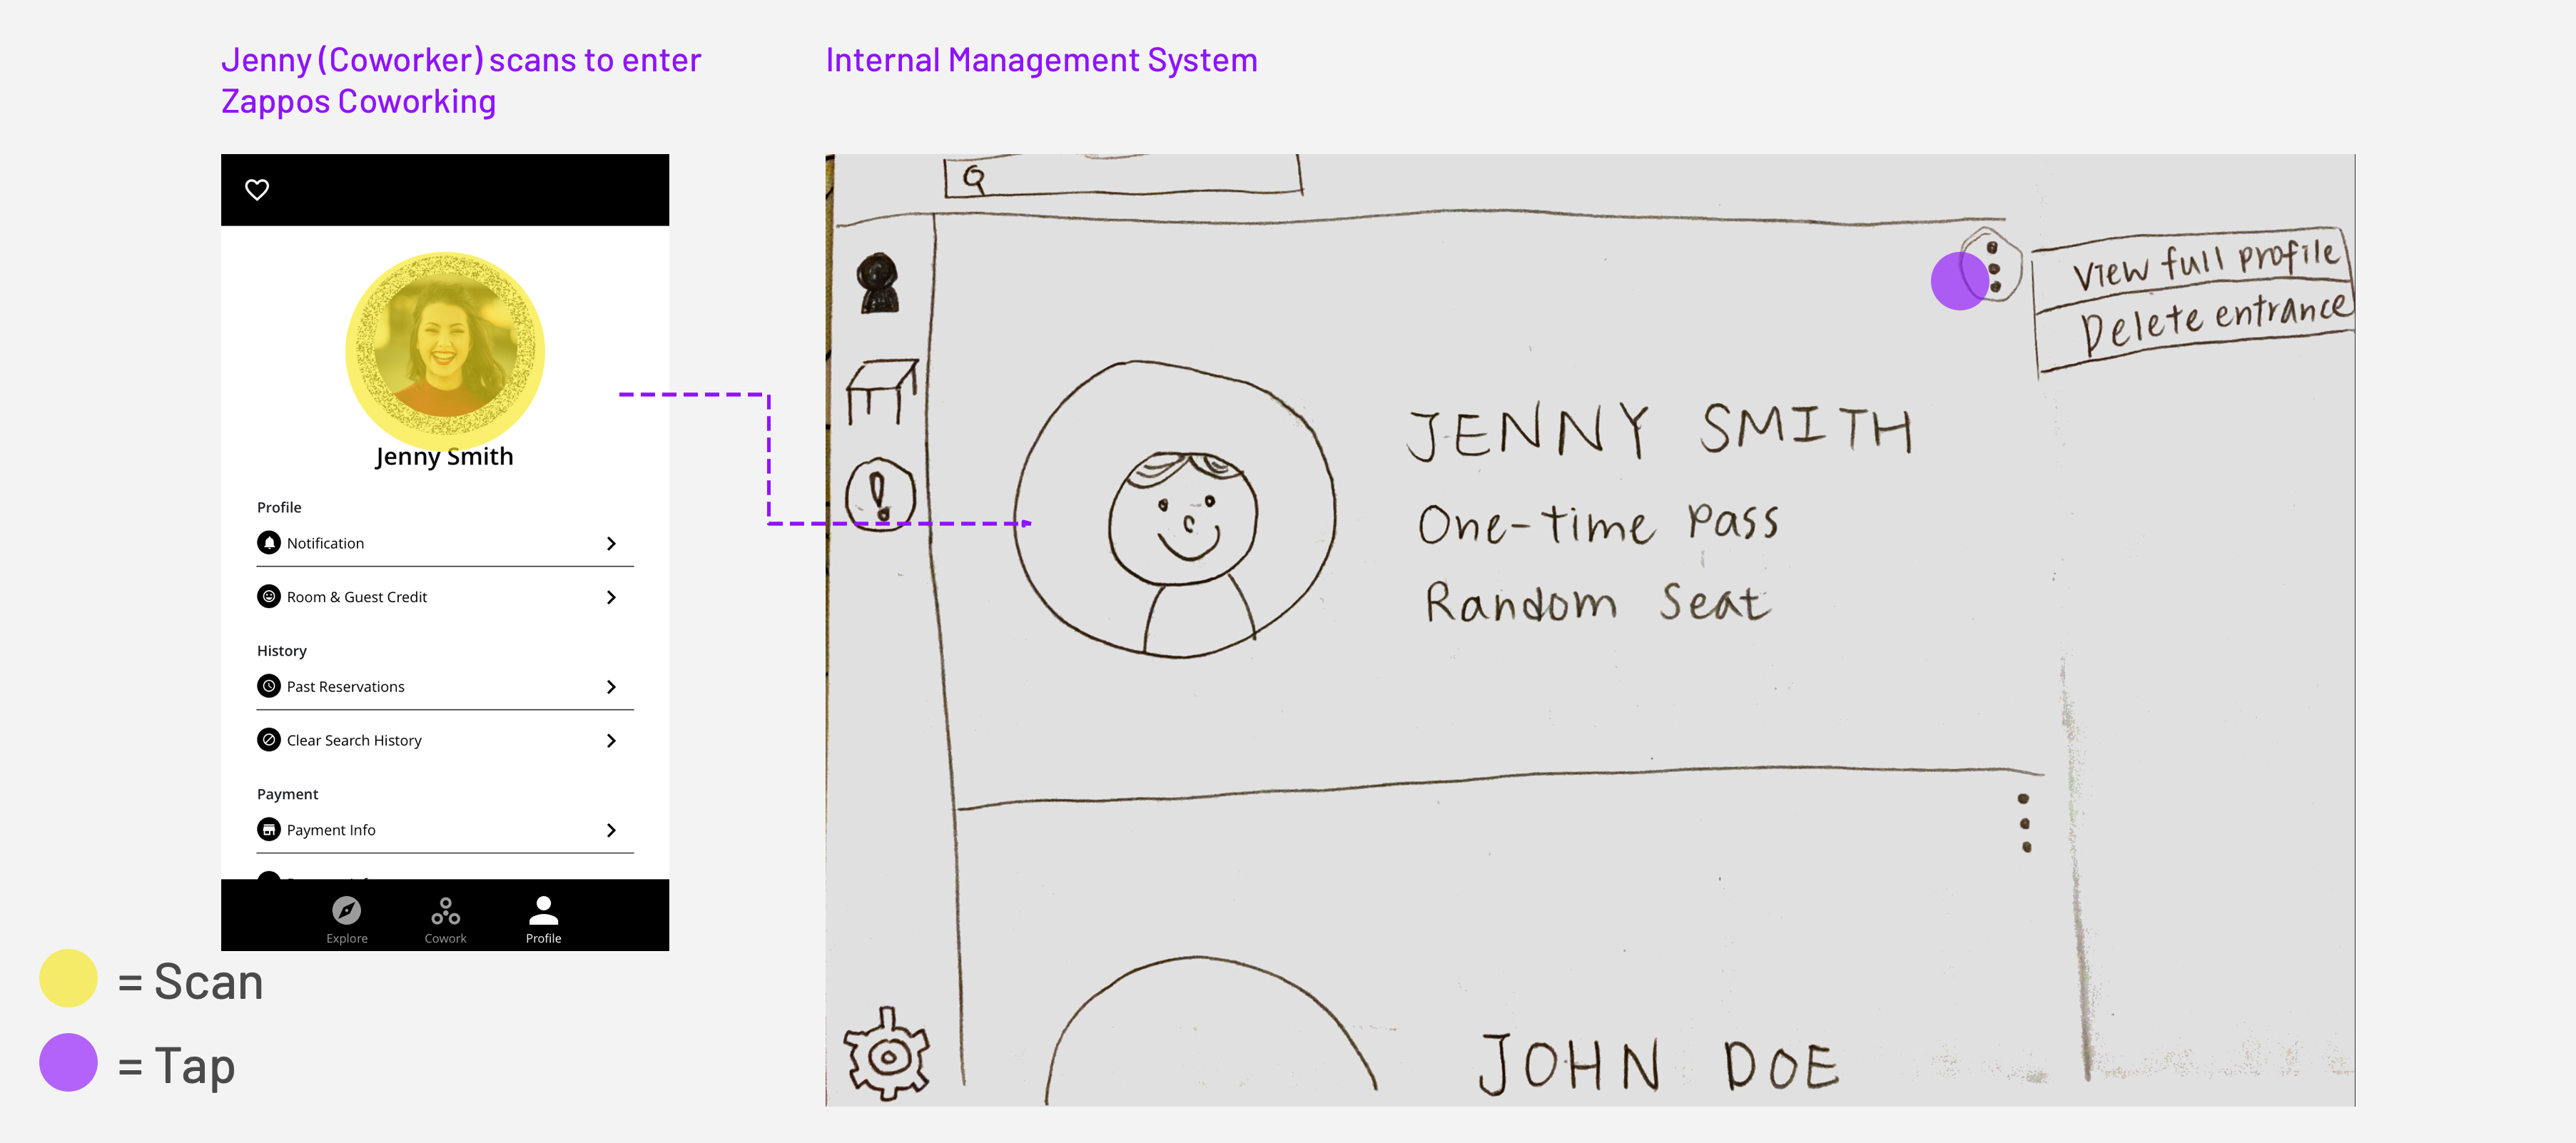 Jenny (Coworker) scans to enter
Zappos Coworking
Internal Management System
Jenny Smith
Profile
Notification
Room & Guest Credit
History
Past Reservations
Clear Search History
Payment
Payment Info
Explore
Cowork
Profile
= Scan
= Tap
View full profile
Delete entrance
JENNY SMITH
One-time Pass
Random Seat
JOHN DOE